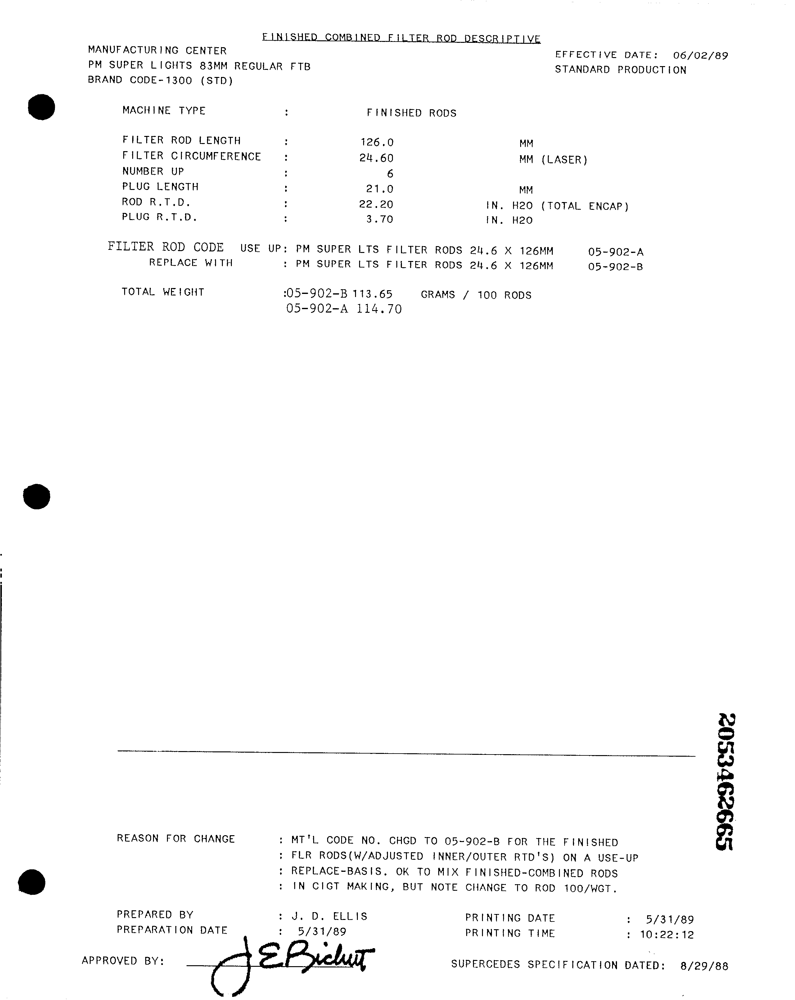 FINISHED COMBINED FILTER ROD DESCRIPTIVE
MANUFACTURING CENTER
EFFECTIVE DATE: 06/02/89
PM SUPER LIGHTS 83MM REGULAR FTB
STANDARD PRODUCTION
BRAND CODE-1300 (STD)
MACHINE TYPE : FINISHED RODS
FILTER ROD LENGTH : 126.0 MM
FILTER CIRCUMFERENCE : 24.60 MM (LASER)
NUMBER UP : 6
PLUG LENGTH : 21.0 MM
ROD R.T.D. : 22.20 IN. H20 (TOTAL ENCAP)
PLUG R.T.D. : 3.70 IN. H20
FILTER ROD CODE USE UP: PM SUPER LTS FILTER RODS 24.6 X 126MM 05-902-A
REPLACE WITH : PM SUPER LTS FILTER RODS 24.6 X 126MM 05-902-B
TOTAL WEIGHT :05-902-B 113.65 GRAMS / 100 RODS
05-902-A 114.70
2053462665
REASON FOR CHANGE : MT'L CODE NO. CHGD TO 05-902-B FOR THE FINISHED
: FLR RODS(W/ADJUSTED INNER/OUTER RTD'S) ON A USE-UP
: REPLACE-BASIS. OK TO MIX FINISHED-COMBINED RODS
: IN CIGT MAKING, BUT NOTE CHANGE TO ROD 100/WGT.
PREPARED BY : J. D. ELLIS PRINTING DATE : 5/31/89
PREPARATION DATE : 5/31/89 PRINTING TIME : 10:22:12
APPROVED BY: SUPERCEDES SPECIFICATION DATED: 8/29/88